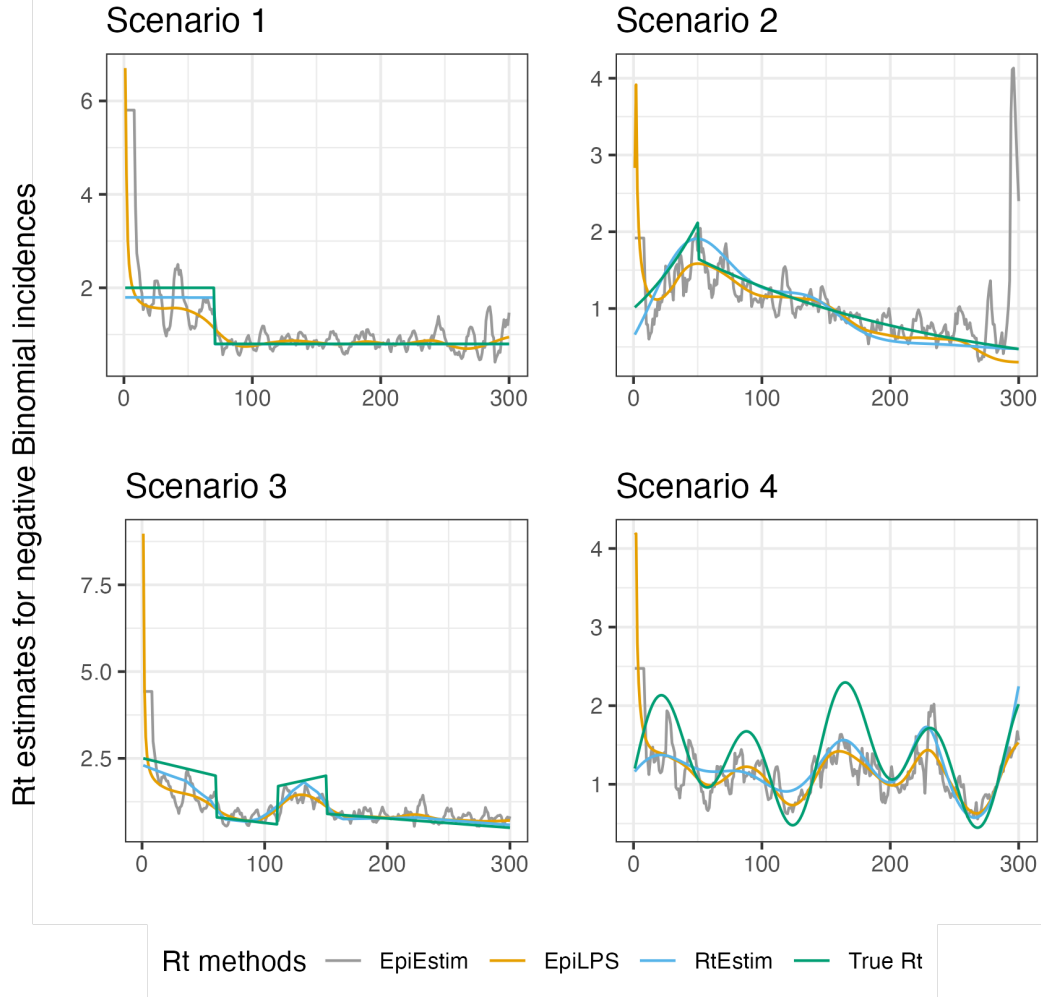 Rt estimates for negative Binomial incidences
Scenario 1
6
4
2
0 100 200 300
Scenario 2
4
3
2
1
0 100 200 300
Scenario 3
7.5
5.0
2.5
0 100 200 300
Scenario 4
4
3
2
1
0 100 200 300
Rt methods EpiEstim EpiLPS RtEstim True Rt